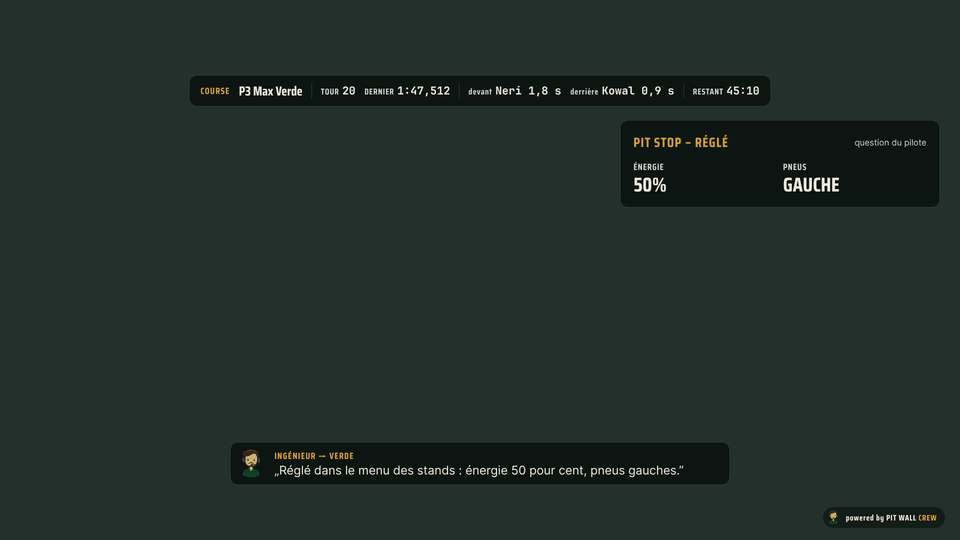 COURSE P3 Max Verde TOUR 20 DERNIER 1:47,512 devant Neri 1,8 s derrière Kowal 0,9 s RESTANT 45:10
PIT STOP – RÉGLÉ question du pilote
ÉNERGIE PNEUS
50% GAUCHE
INGÉNIEUR → VERDE
„Réglé dans le menu des stands : énergie 50 pour cent, pneus gauches.“
powered by PIT WALL CREW